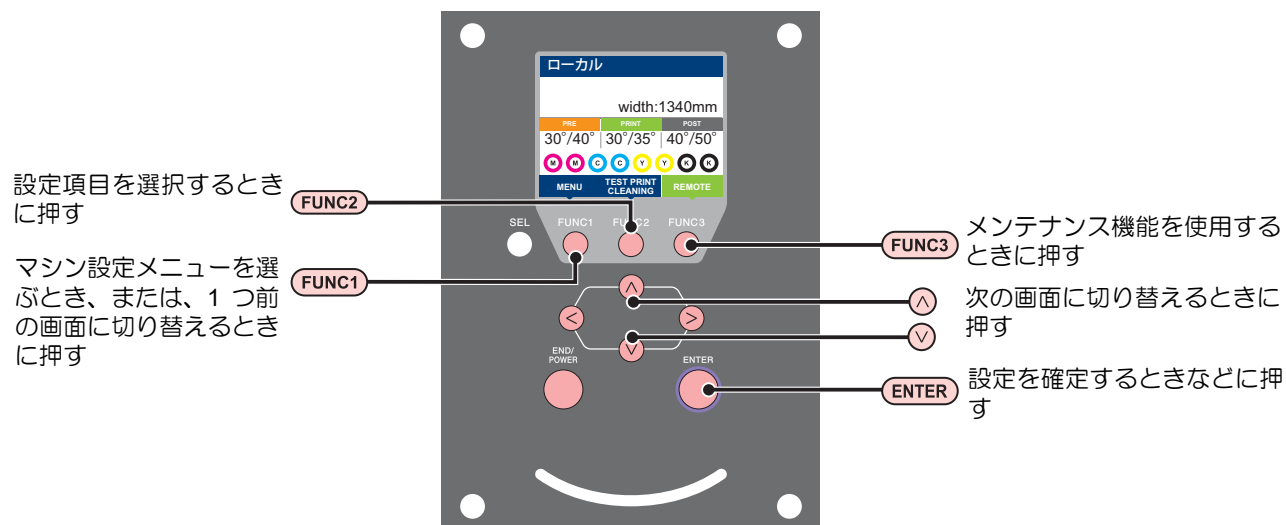 ローカル
width:1340mm
PRE PRINT POST
30°/40° 30°/35° 40°/50°
M M C C Y Y K K
MENU TEST PRINT CLEANING REMOTE
SEL FUNC1 FUNC2 FUNC3
設定項目を選択するとき
に押す
FUNC2
マシン設定メニューを選
ぶとき、または、1 つ前
の画面に切り替えるとき
に押す
FUNC1
FUNC3
メンテナンス機能を使用する
ときに押す
次の画面に切り替えるときに
押す
END/
POWER
ENTER
ENTER
設定を確定するときなどに押
す